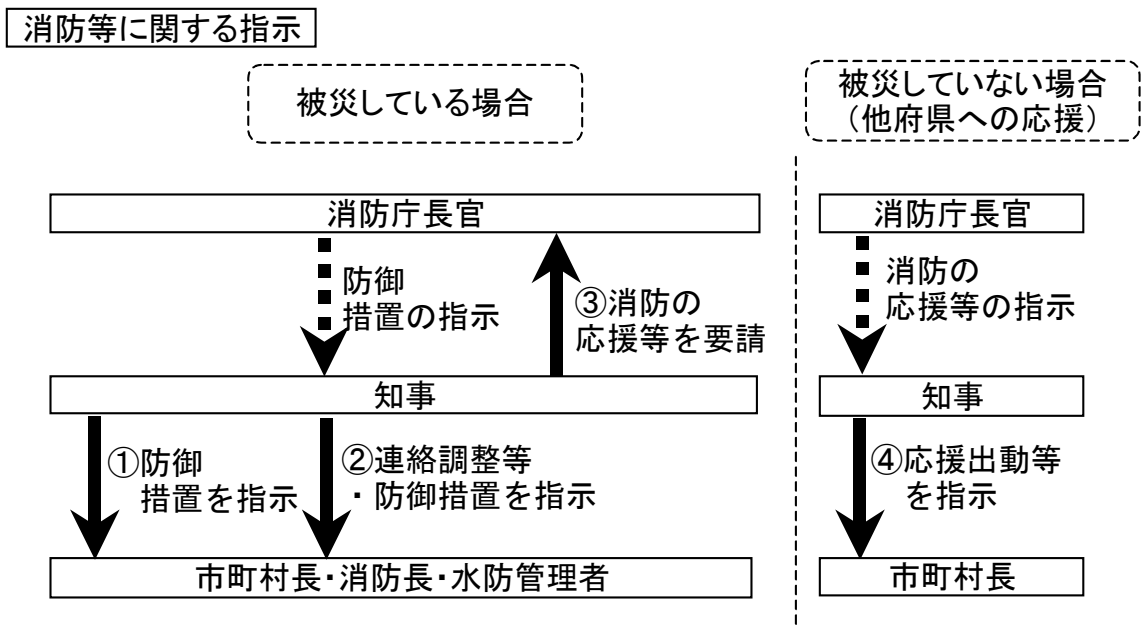 消防等に関する指示
被災している場合
被災していない場合
(他府県への応援)
消防庁長官
防御
措置の指示
③消防の
応援等を要請
知事
①防御
措置を指示
②連絡調整等
・防御措置を指示
市町村長・消防長・水防管理者
消防庁長官
消防の
応援等の指示
知事
④応援出動等
を指示
市町村長